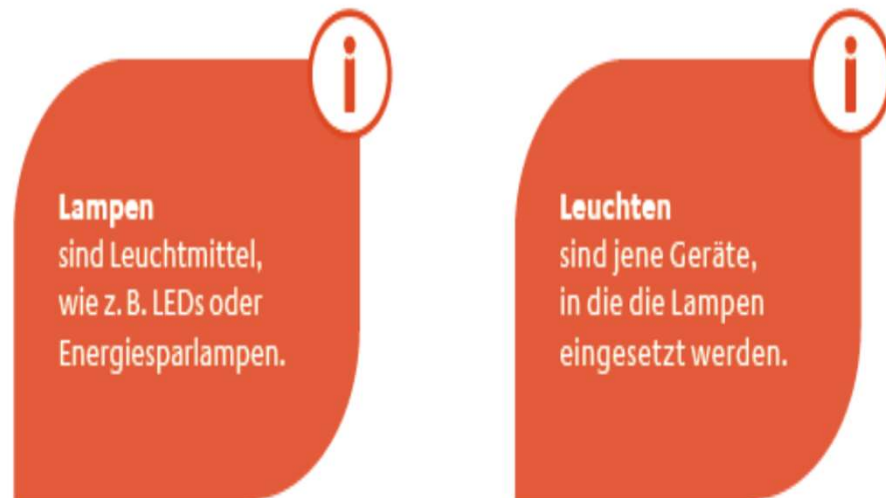 i
Lampen
sind Leuchtmittel,
wie z. B. LEDs oder
Energiesparlampen.
i
Leuchten
sind jene Geräte,
in die die Lampen
eingesetzt werden.